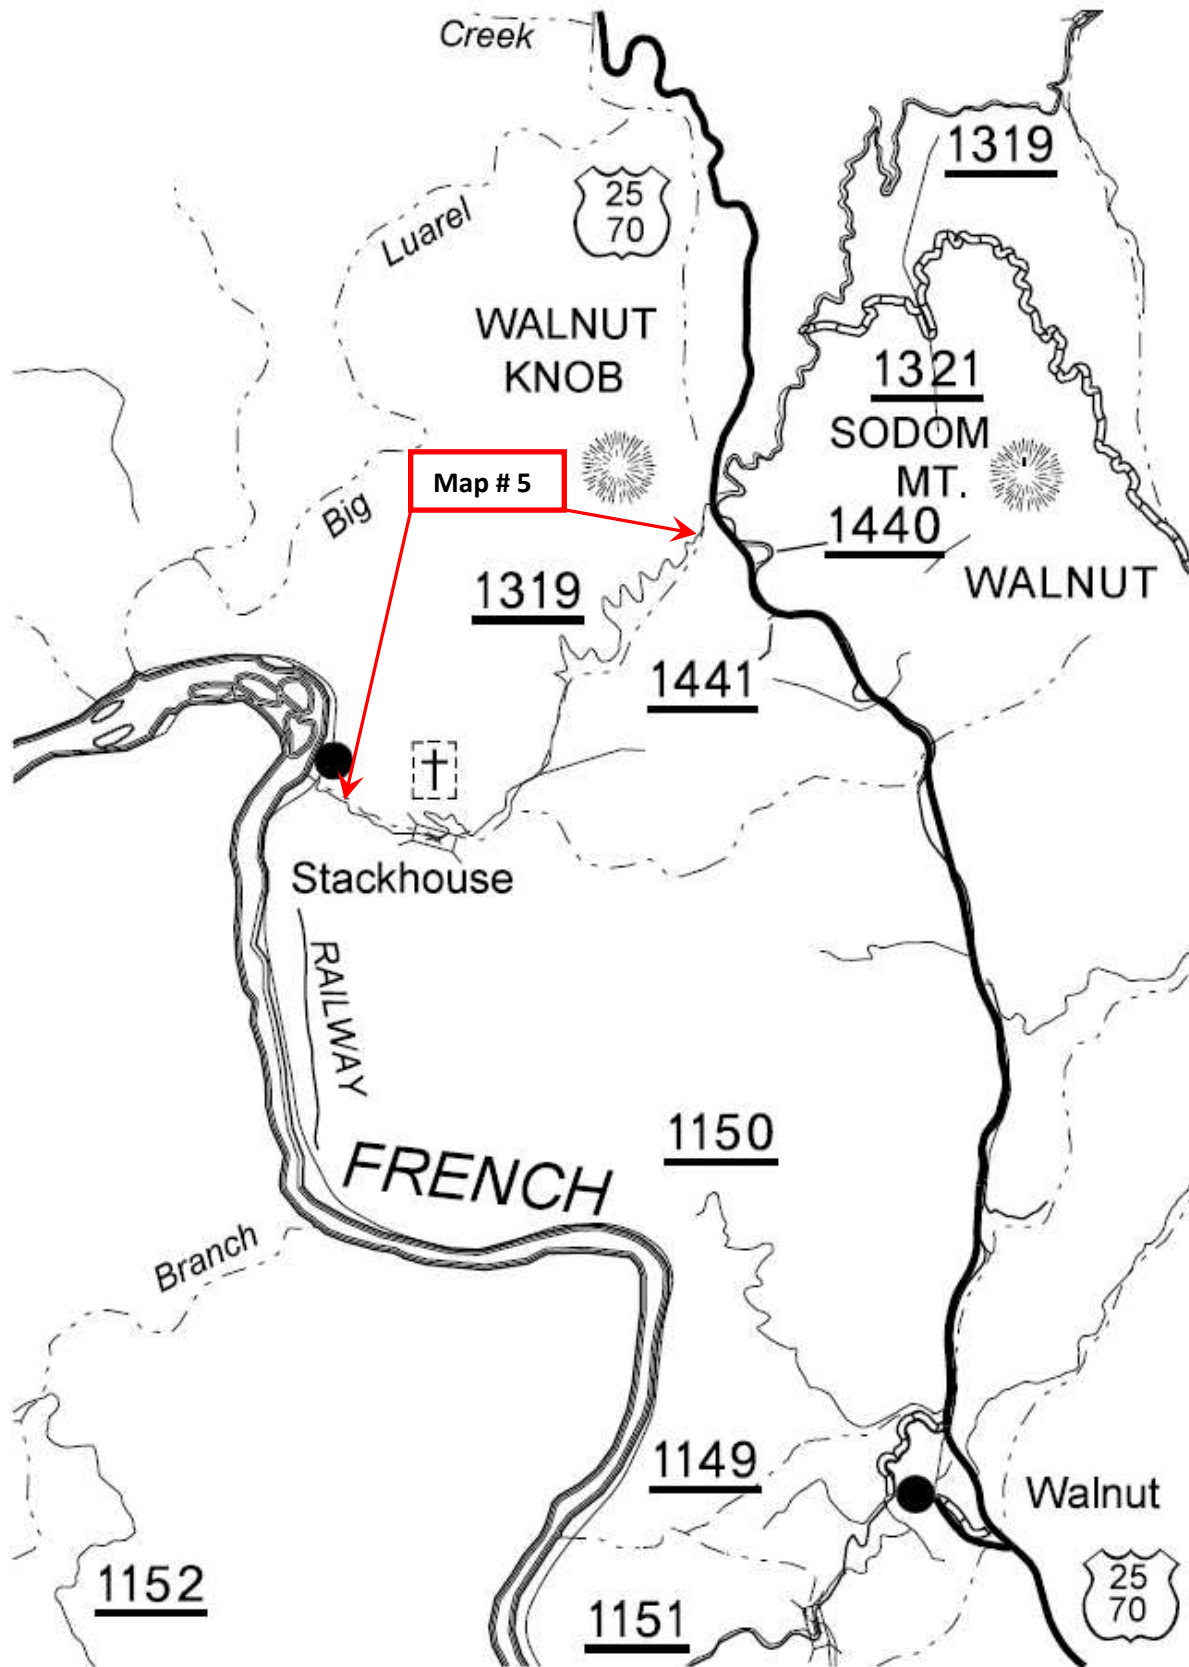 Creek
1319
25
70
Luarel
WALNUT
KNOB
1321
SODOM
MT.
Map # 5
Big
1440
1319
WALNUT
1441
Stackhouse
RAILWAY
1150
FRENCH
Branch
1149
Walnut
25
70
1152
1151